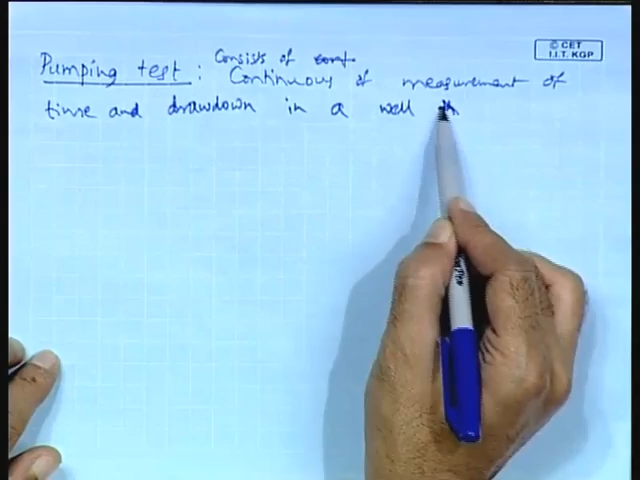 © CET
I.I.T. KGP
Consists of
Pumping test : Continuous of measurement of
time and drawdown in a well